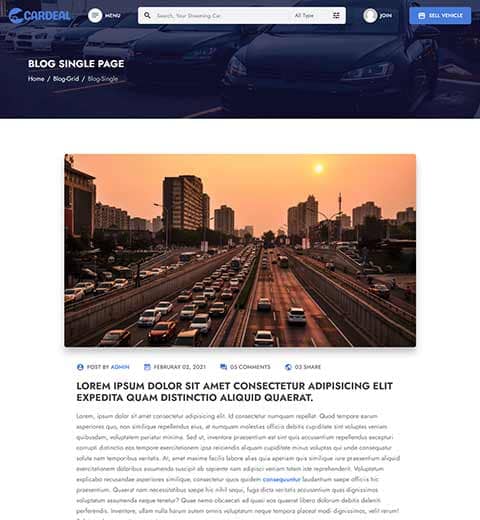 CARDEAL
MENU
Search, Your Streaming Car.
All Type
JOIN
SELL VEHICLE
BLOG SINGLE PAGE
Home / Blog-Grid / Blog-Single
POST BY ADMIN
FEBRURAY 02, 2021
05 COMMENTS
03 SHARE
LOREM IPSUM DOLOR SIT AMET CONSECTETUR ADIPISICING ELIT
EXPEDITA QUAM DISTINCTIO ALIQUID QUAERAT.
Lorem, ipsum dolor sit amet consectetur adipisicing elit. Id consectetur numquam repellat. Quod tempore earum
asperiores quo, non similique repellendus eius, at numquam molestias officiis debitis cupiditate sint voluptas veniam
quibusdam, voluptatem pariatur minima. Sed ut, inventore praesentium est sint quis accusantium repellendus excepturi
corrupti distinctio eos tempore exercitationem ipsa reiciendis eligendi cupiditate minus voluptas qui unde consequuntur
soluta nam temporibus veritatis. At, amet maxime facilis labore alias quia aperiam ipsa similique iure praesentium aliquid
exercitationem doloribus assumenda suscipit ab sapiente nam adipisci veniam totam iste reprehenderit. Voluptatum
explicabo recusandae asperiores similique, consectetur quos quidem consequuntur laudantium saepe officiis hic
praesentium. Quaerat nam necessitatibus saepe hic nihil sequi, fuga dicta veritatis accusantium quas dignissimos
voluptatum assumenda neque tenetur? Quae nemo obcaecati ad quasi eos quaerat libero dolorum debitis deleniti
perferendis. Inventore, ullam nulla harum autem omnis voluptatum neque tempora placeat modi dignissimos, velit rerum!